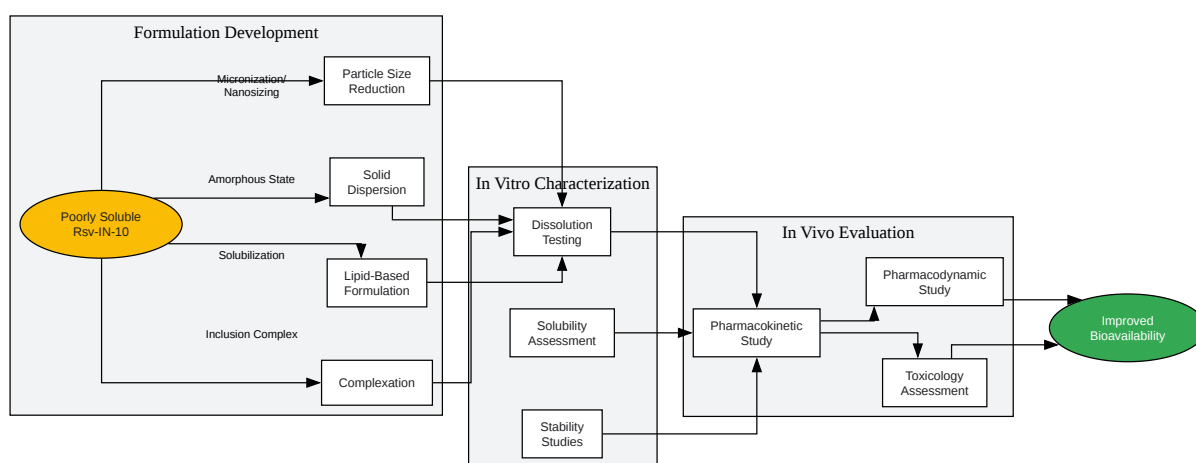 Formulation Development
Micronization/
Nanosizing
Particle Size
Reduction
Amorphous State
Solid
Dispersion
Poorly Soluble
Rsv-IN-10
Solubilization
Lipid-Based
Formulation
Inclusion Complex
Complexation
In Vitro Characterization
Dissolution
Testing
Solubility
Assessment
Stability
Studies
In Vivo Evaluation
Pharmacokinetic
Study
Pharmacodynamic
Study
Toxicology
Assessment
Improved
Bioavailability